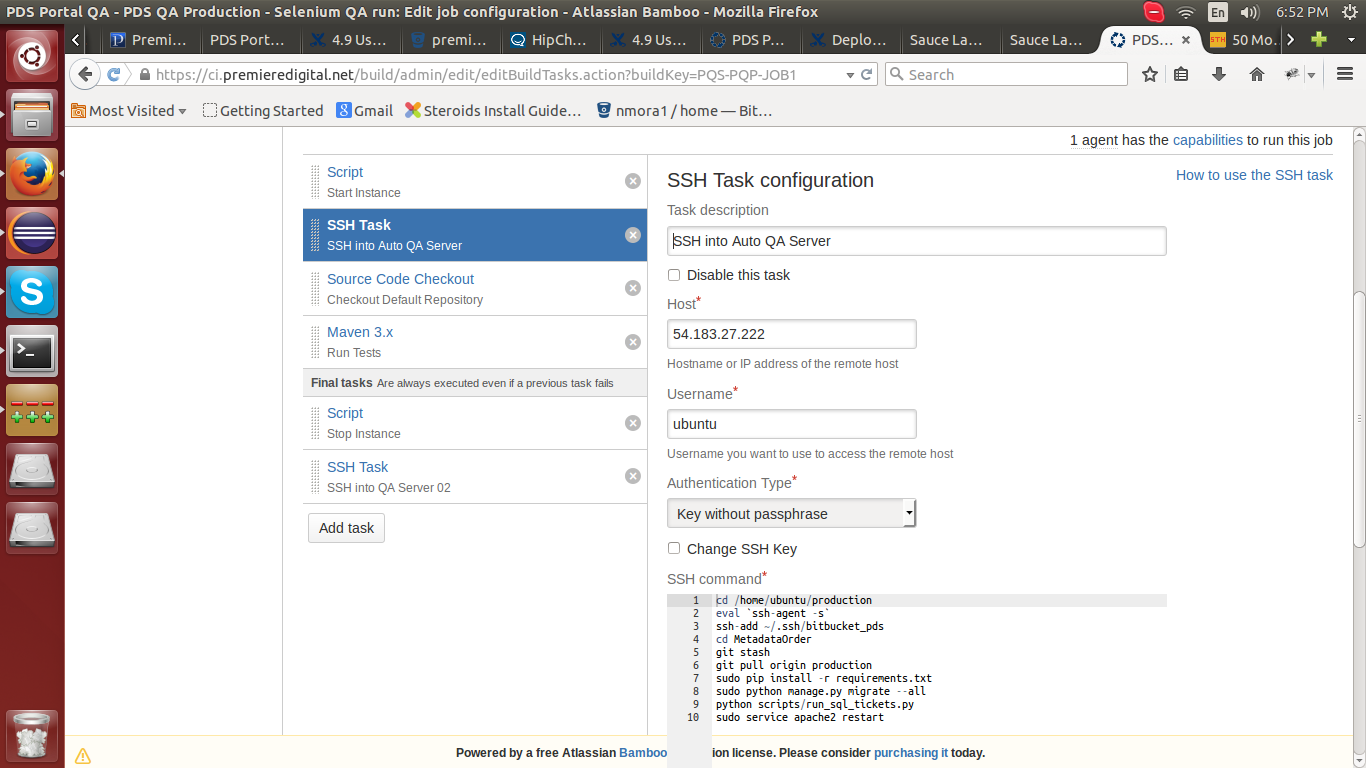 PDS Portal QA - PDS QA Production - Selenium QA run: Edit job configuration - Atlassian Bamboo - Mozilla Firefox
En
6:52 PM
Premi…
PDS Port…
4.9 Us…
premi…
HipCh…
4.9 Us…
PDS P…
Deplo…
Sauce La…
Sauce La…
PDS…
STH
50 Mo…
https://ci.premieredigital.net/build/admin/edit/editBuildTasks.action?buildKey=PQS-PQP-JOB1
Search
Most Visited
Getting Started
Gmail
Steroids Install Guide…
nmora1 / home — Bit…
1 agent has the capabilities to run this job
Script
Start Instance
SSH Task
SSH into Auto QA Server
Source Code Checkout
Checkout Default Repository
Maven 3.x
Run Tests
Final tasks Are always executed even if a previous task fails
Script
Stop Instance
SSH Task
SSH into QA Server 02
Add task
SSH Task configuration
How to use the SSH task
Task description
SSH into Auto QA Server
Disable this task
Host*
54.183.27.222
Hostname or IP address of the remote host
Username*
ubuntu
Username you want to use to access the remote host
Authentication Type*
Key without passphrase
Change SSH Key
SSH command*
1 cd /home/ubuntu/production
2 eval `ssh-agent -s`
3 ssh-add ~/.ssh/bitbucket_pds
4 cd MetadataOrder
5 git stash
6 git pull origin production
7 sudo pip install -r requirements.txt
8 sudo python manage.py migrate --all
9 python scripts/run_sql_tickets.py
10 sudo service apache2 restart
Powered by a free Atlassian Bamboo ion license. Please consider purchasing it today.